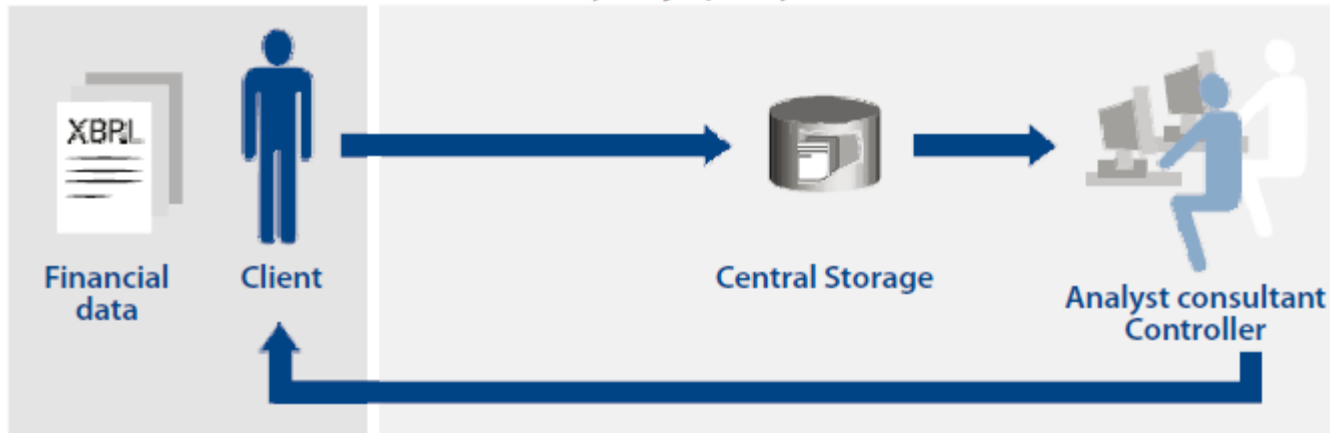 XBRL
Financial
data
Client
Central Storage
Analyst consultant
Controller